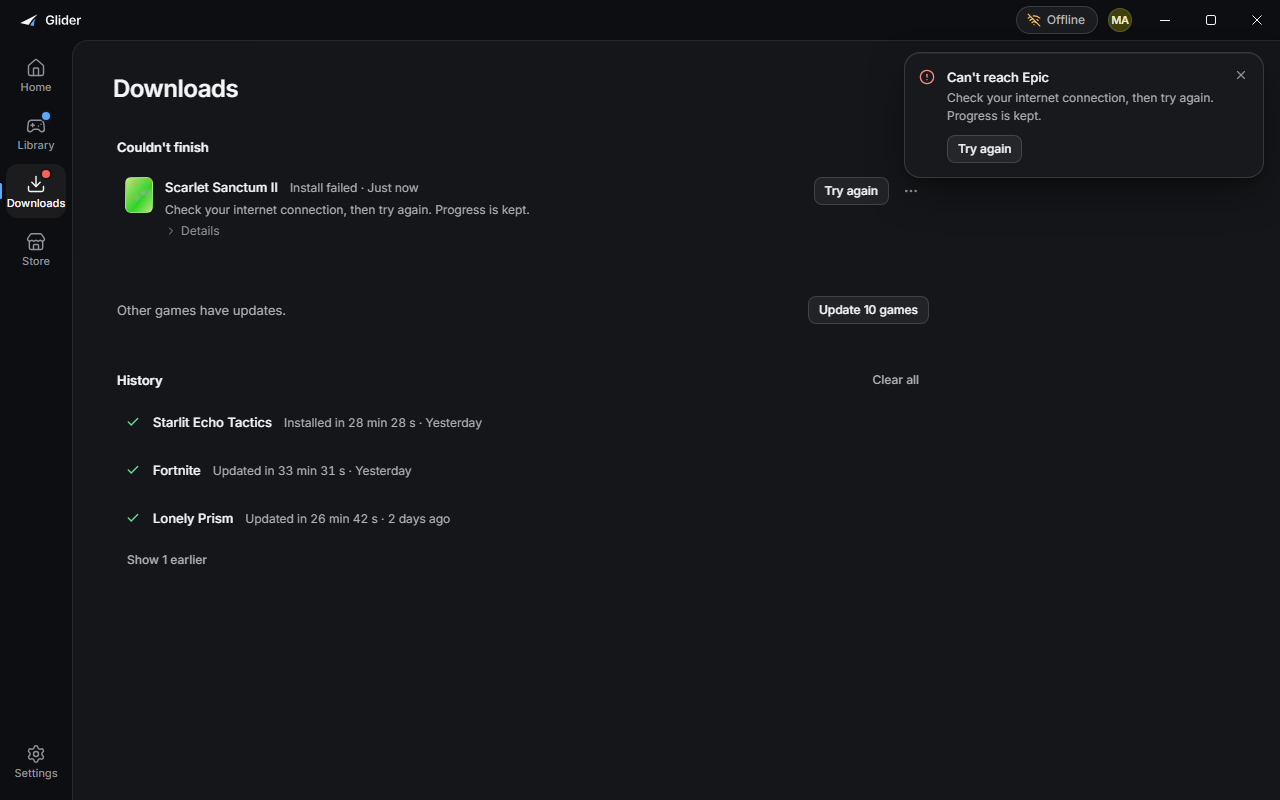 Glider
Offline
MA
Home
Library
Downloads
Store
Settings
Downloads
Can't reach Epic
Check your internet connection, then try again.
Progress is kept.
Try again
Couldn't finish
Scarlet Sanctum II Install failed · Just now
Check your internet connection, then try again. Progress is kept.
Details
Try again
Other games have updates.
Update 10 games
History
Clear all
Starlit Echo Tactics Installed in 28 min 28 s · Yesterday
Fortnite Updated in 33 min 31 s · Yesterday
Lonely Prism Updated in 26 min 42 s · 2 days ago
Show 1 earlier